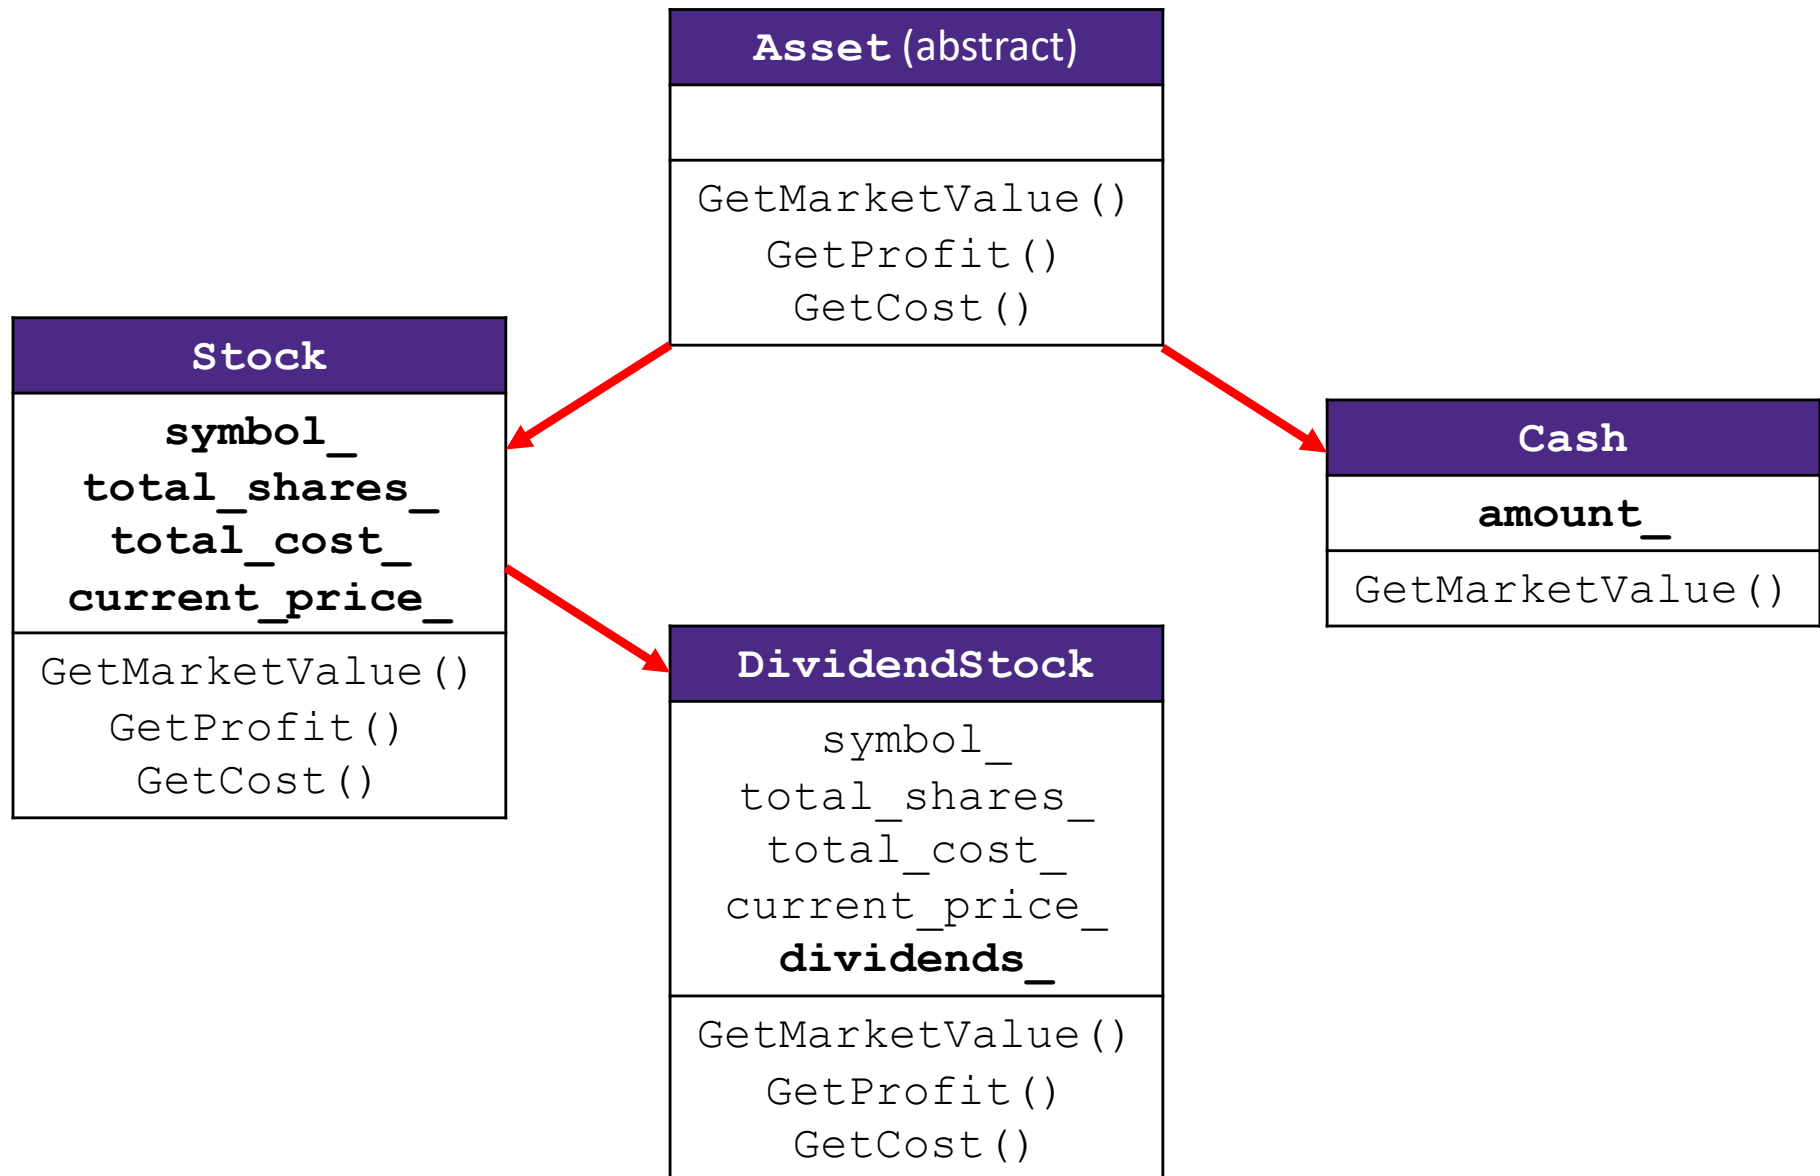 Asset (abstract)
GetMarketValue()
GetProfit()
GetCost()
Stock
symbol_
total_shares_
total_cost_
current_price_
GetMarketValue()
GetProfit()
GetCost()
Cash
amount_
GetMarketValue()
DividendStock
symbol_
total_shares_
total_cost_
current_price_
dividends_
GetMarketValue()
GetProfit()
GetCost()